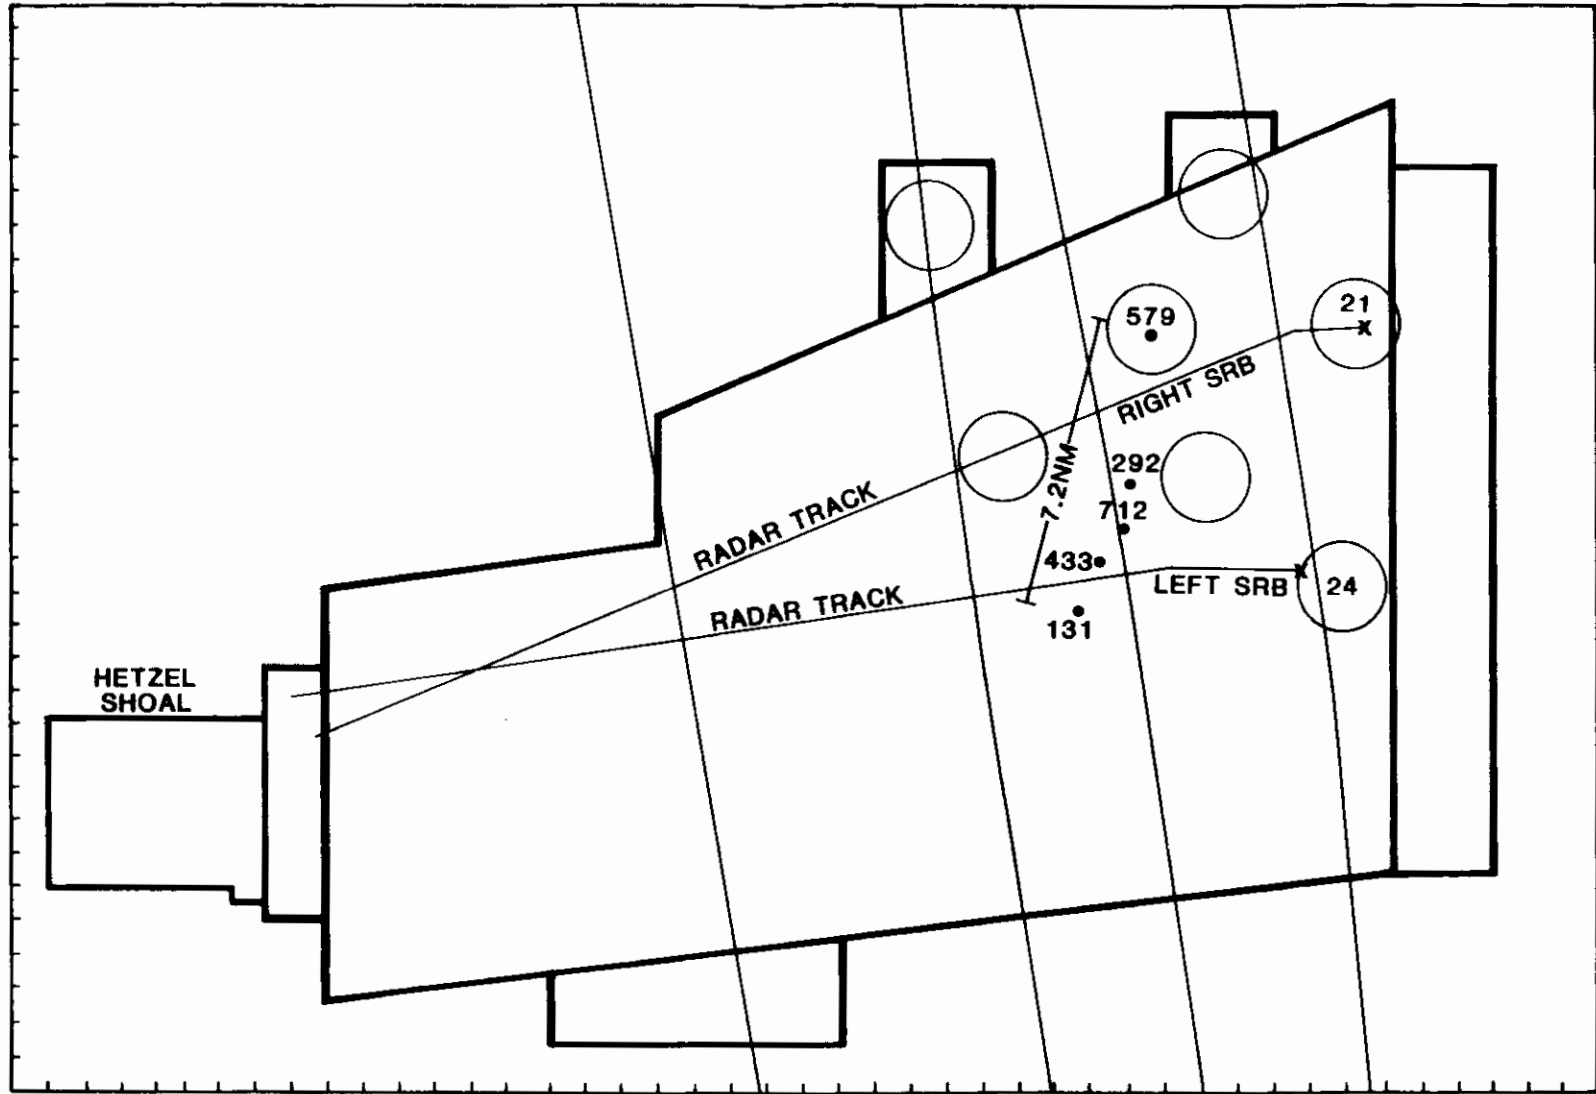 21
579
RIGHT SRB
292
7.2NM
712
RADAR TRACK
433
LEFT SRB
24
RADAR TRACK
131
HETZEL
SHOAL